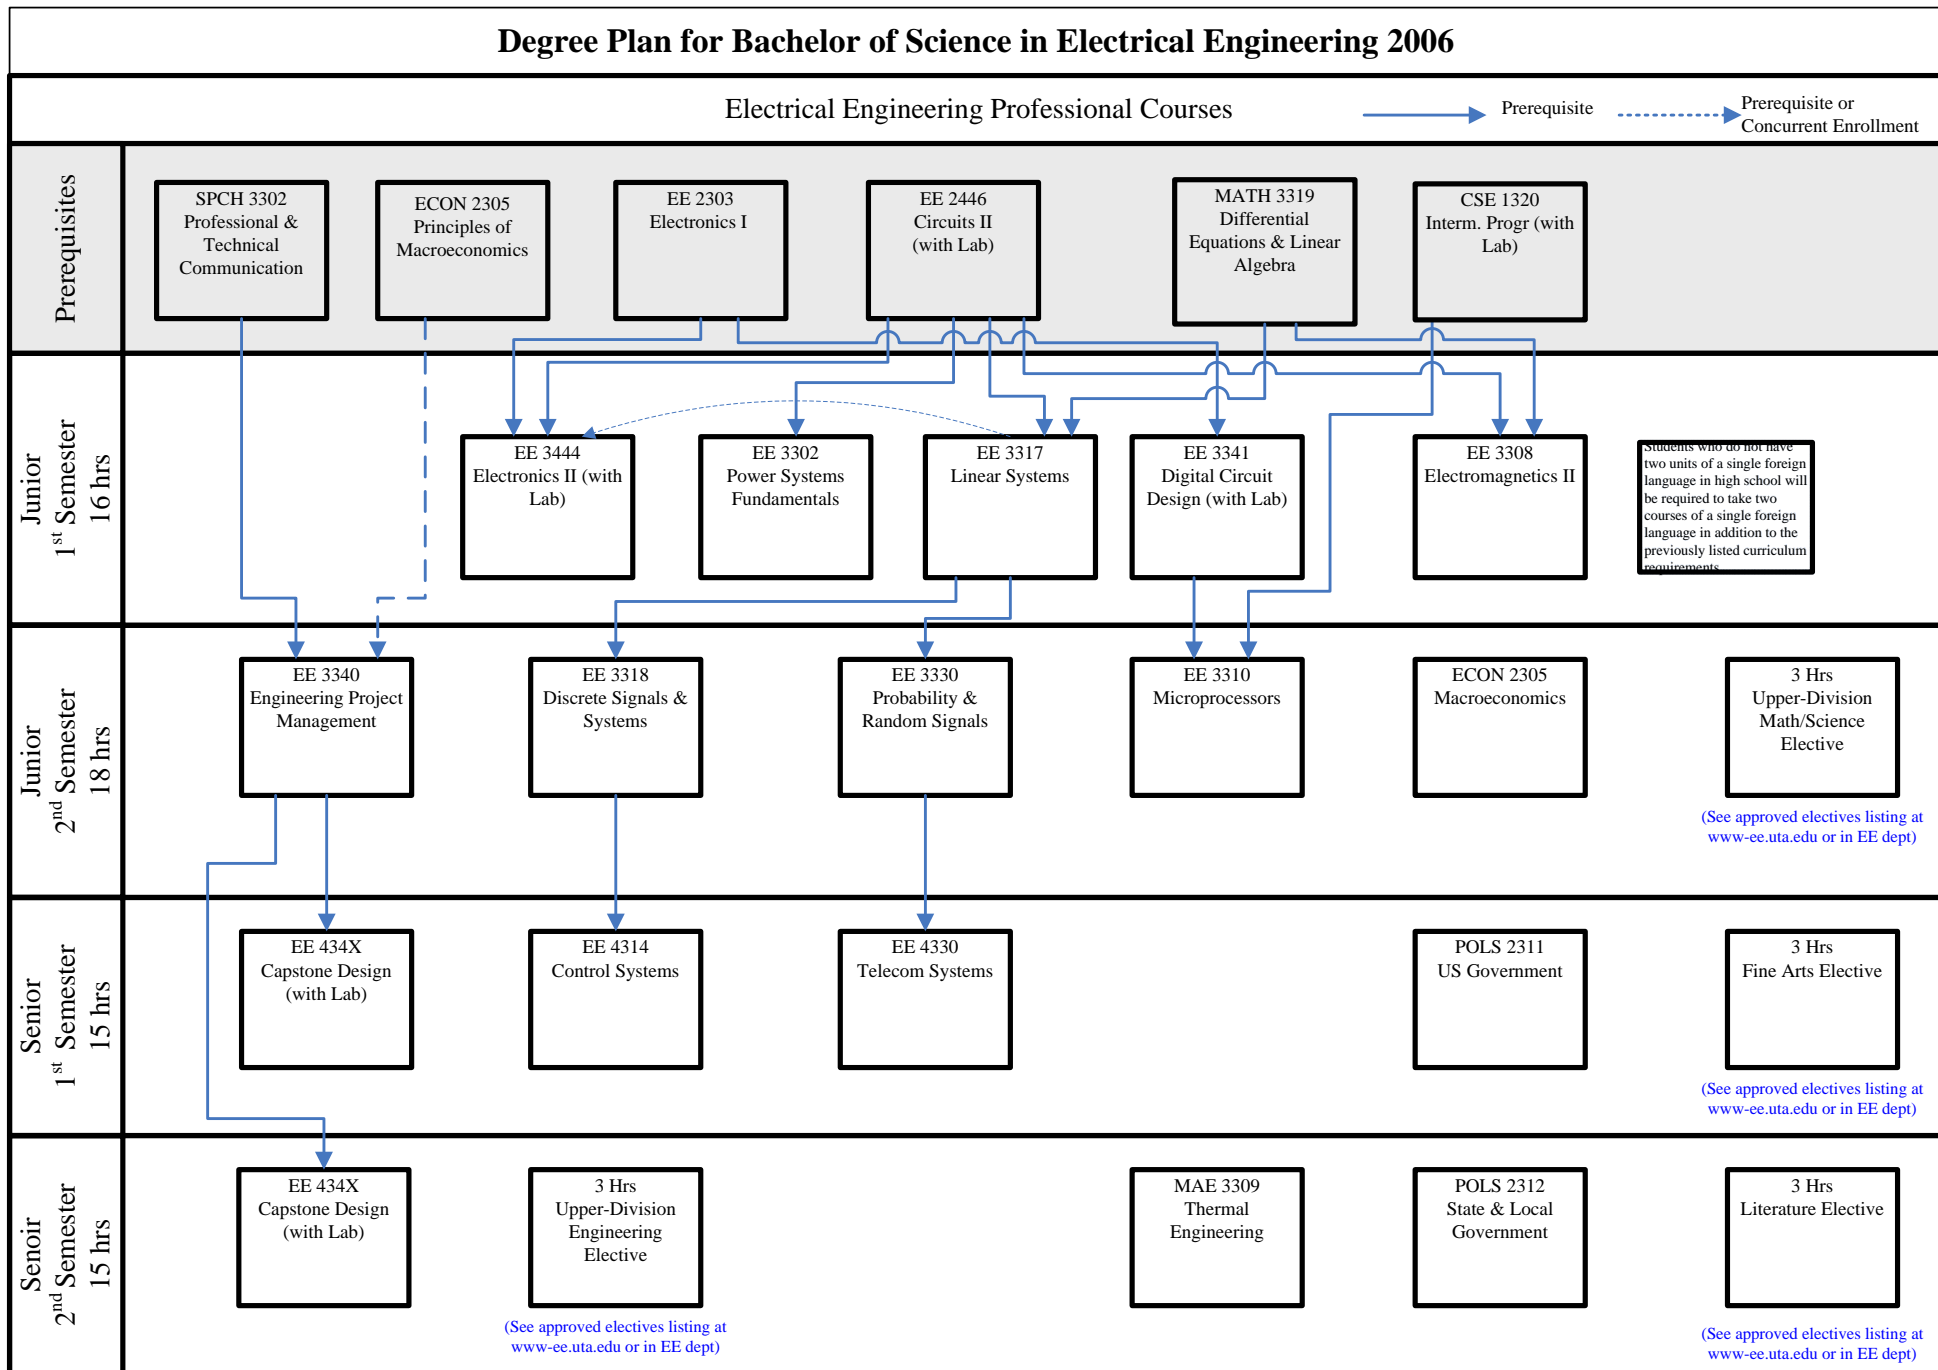 Degree Plan for Bachelor of Science in Electrical Engineering 2006
Electrical Engineering Professional Courses
Prerequisite
Prerequisite or
Concurrent Enrollment
Prerequisites
SPCH 3302
Professional &
Technical
Communication
ECON 2305
Principles of
Macroeconomics
EE 2303
Electronics I
EE 2446
Circuits II
(with Lab)
MATH 3319
Differential
Equations & Linear
Algebra
CSE 1320
Interm. Progr (with
Lab)
Junior
1st Semester
16 hrs
EE 3444
Electronics II (with
Lab)
EE 3302
Power Systems
Fundamentals
EE 3317
Linear Systems
EE 3341
Digital Circuit
Design (with Lab)
EE 3308
Electromagnetics II
Students who do not have
two units of a single foreign
language in high school will
be required to take two
courses of a single foreign
language in addition to the
previously listed curriculum
requirements
Junior
2nd Semester
18 hrs
EE 3340
Engineering Project
Management
EE 3318
Discrete Signals &
Systems
EE 3330
Probability &
Random Signals
EE 3310
Microprocessors
ECON 2305
Macroeconomics
3 Hrs
Upper-Division
Math/Science
Elective
(See approved electives listing at
www-ee.uta.edu or in EE dept)
Senior
1st Semester
15 hrs
EE 434X
Capstone Design
(with Lab)
EE 4314
Control Systems
EE 4330
Telecom Systems
POLS 2311
US Government
3 Hrs
Fine Arts Elective
(See approved electives listing at
www-ee.uta.edu or in EE dept)
Senoir
2nd Semester
15 hrs
EE 434X
Capstone Design
(with Lab)
3 Hrs
Upper-Division
Engineering
Elective
(See approved electives listing at
www-ee.uta.edu or in EE dept)
MAE 3309
Thermal
Engineering
POLS 2312
State & Local
Government
3 Hrs
Literature Elective
(See approved electives listing at
www-ee.uta.edu or in EE dept)